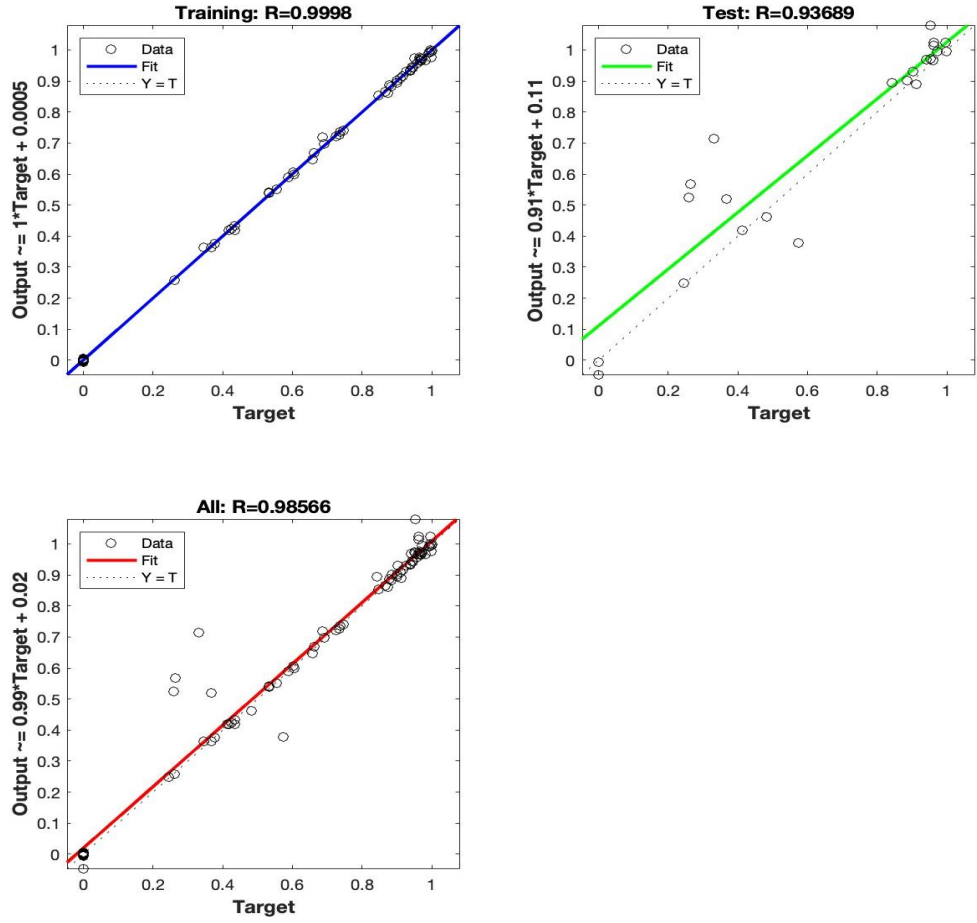 Training: R=0.9998
Data
Fit
Y = T
1
0.9
0.8
0.7
0.6
0.5
0.4
0.3
0.2
0.1
0
Output ~= 1*Target + 0.0005
0 0.2 0.4 0.6 0.8 1
Target
Test: R=0.93689
Data
Fit
Y = T
1
0.9
0.8
0.7
0.6
0.5
0.4
0.3
0.2
0.1
0
Output ~= 0.91*Target + 0.11
0 0.2 0.4 0.6 0.8 1
Target
All: R=0.98566
Data
Fit
Y = T
1
0.9
0.8
0.7
0.6
0.5
0.4
0.3
0.2
0.1
0
Output ~= 0.99*Target + 0.02
0 0.2 0.4 0.6 0.8 1
Target